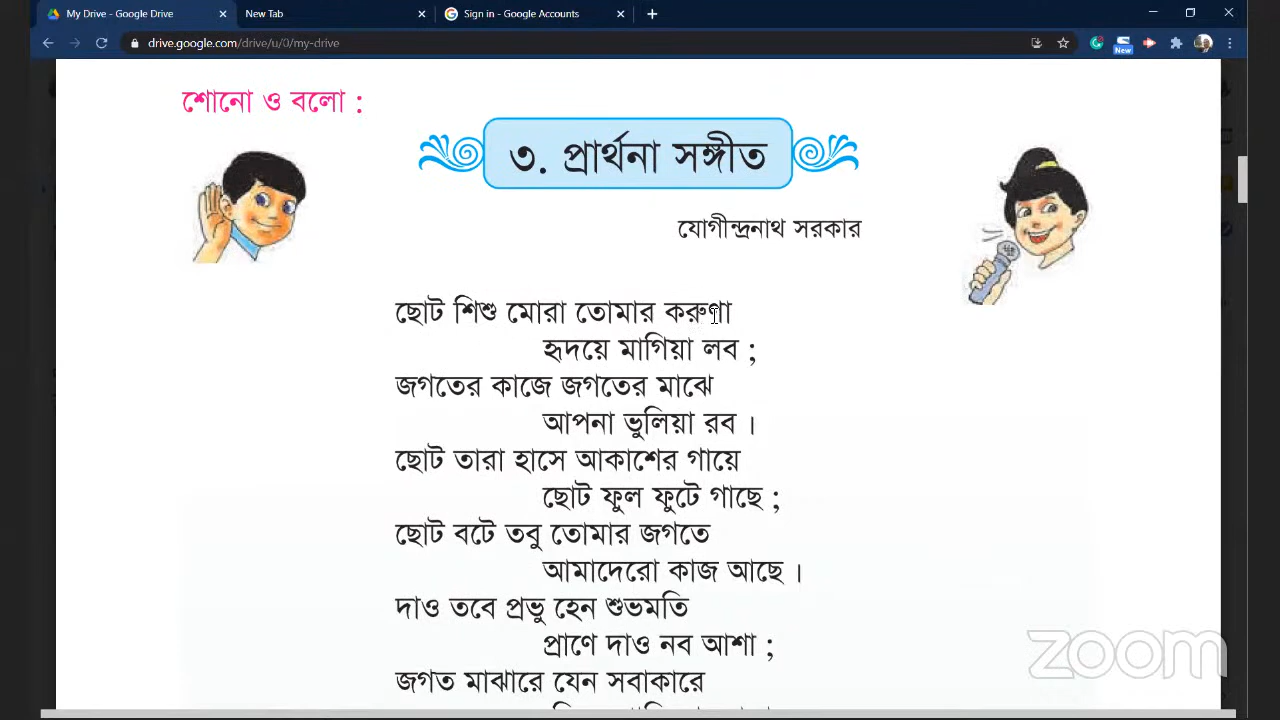 My Drive - Google Drive
New Tab
Sign in - Google Accounts
drive.google.com/drive/u/0/my-drive
New
শোনো ও বলো :
৩. প্রার্থনা সঙ্গীত
যোগীন্দ্রনাথ সরকার
ছোট শিশু মোরা তোমার করুণা
হৃদয়ে মাগিয়া লব ;
জগতের কাজে জগতের মাঝে
আপনা ভুলিয়া রব ।
ছোট তারা হাসে আকাশের গায়ে
ছোট ফুল ফুটে গাছে ;
ছোট বটে তবু তোমার জগতে
আমাদেরো কাজ আছে ।
দাও তবে প্রভু হেন শুভমতি
প্রাণে দাও নব আশা ;
জগত মাঝারে যেন সবাকারে
zoom